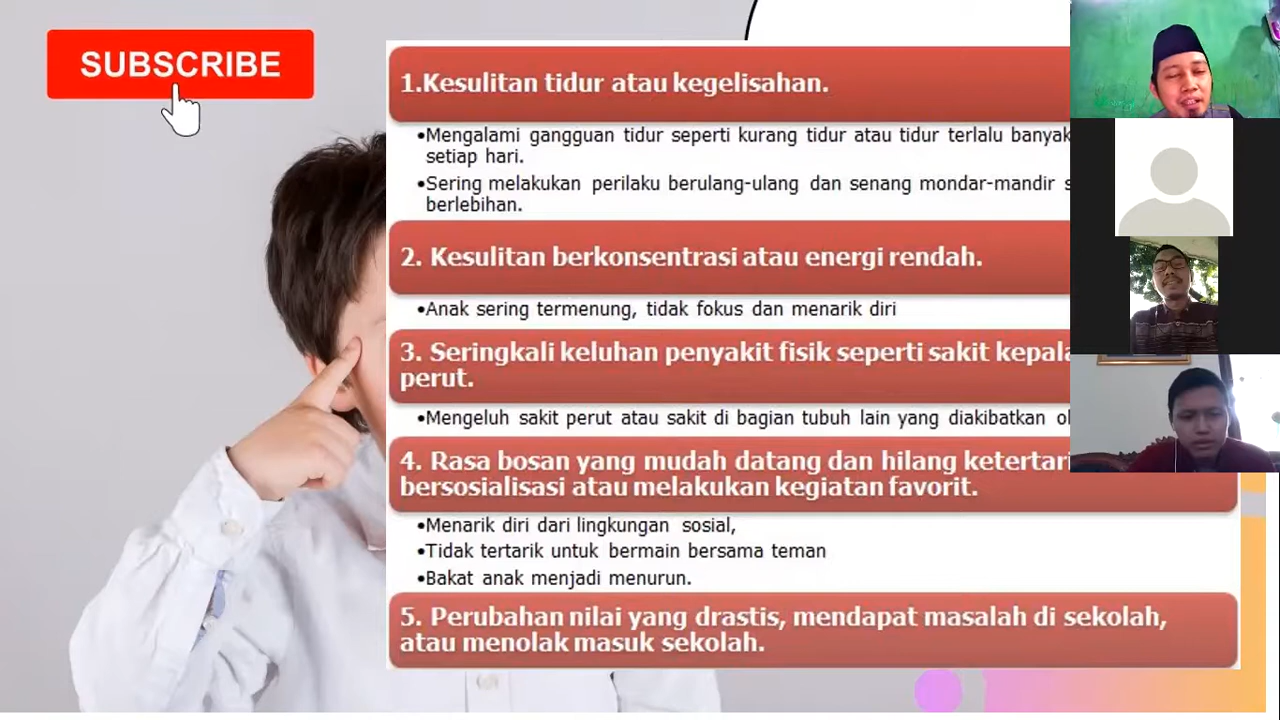 SUBSCRIBE
1.Kesulitan tidur atau kegelisahan.
•Mengalami gangguan tidur seperti kurang tidur atau tidur terlalu banyak
setiap hari.
•Sering melakukan perilaku berulang-ulang dan senang mondar-mandir
berlebihan.
2. Kesulitan berkonsentrasi atau energi rendah.
•Anak sering termenung, tidak fokus dan menarik diri
3. Seringkali keluhan penyakit fisik seperti sakit kepala
perut.
•Mengeluh sakit perut atau sakit di bagian tubuh lain yang diakibatkan
4. Rasa bosan yang mudah datang dan hilang
bersosialisasi atau melakukan kegiatan favorit.
•Menarik diri dari lingkungan sosial,
•Tidak tertarik untuk bermain bersama teman
•Bakat anak menjadi menurun.
5. Perubahan nilai yang drastis, mendapat masalah di sekolah,
atau menolak masuk sekolah.